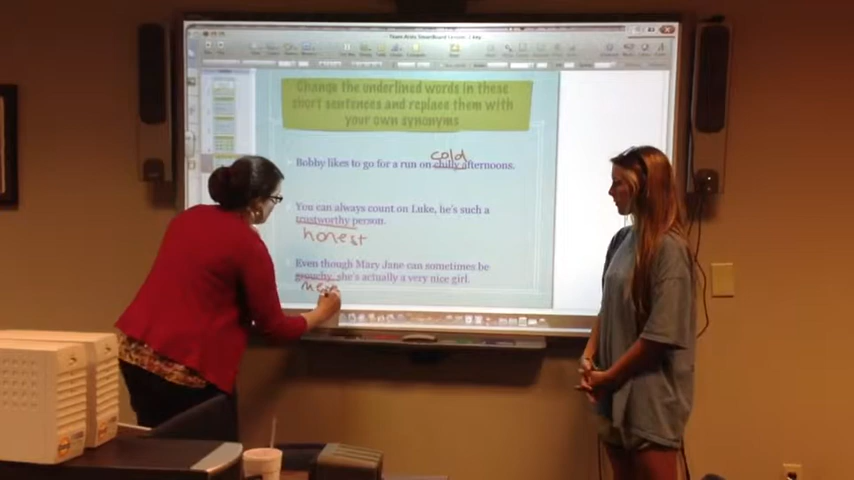 Change the underlined words in these
short sentences and replace them with
your own synonyms
cold
Bobby likes to go for a run on chilly afternoons.
You can always count on Luke, he's such a
trustworthy person.
honest
Even though Mary Jane can sometimes be
grouchy, she's actually a very nice girl.